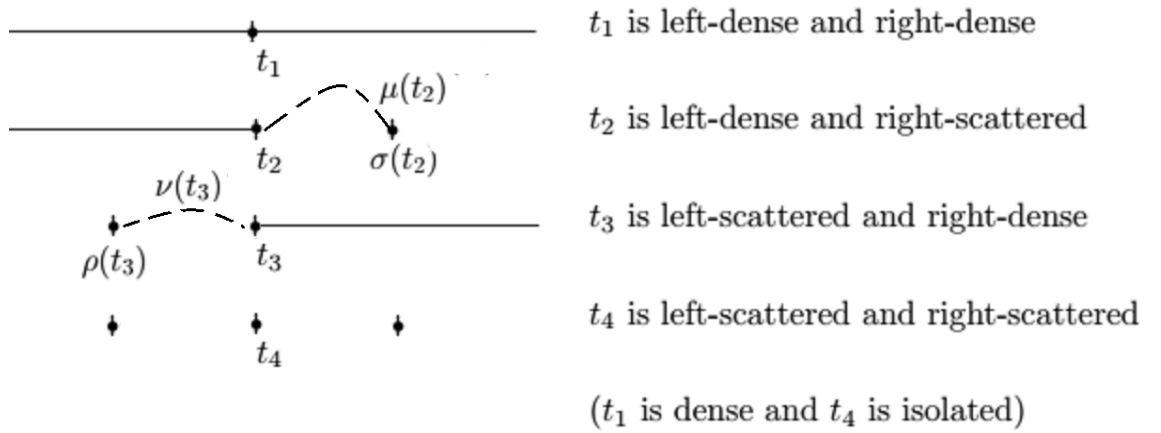 t₁ is left-dense and right-dense
t₁
μ(t₂)
t₂ is left-dense and right-scattered
t₂
σ(t₂)
ν(t₃)
t₃ is left-scattered and right-dense
ρ(t₃)
t₃
t₄ is left-scattered and right-scattered
t₄
(t₁ is dense and t₄ is isolated)